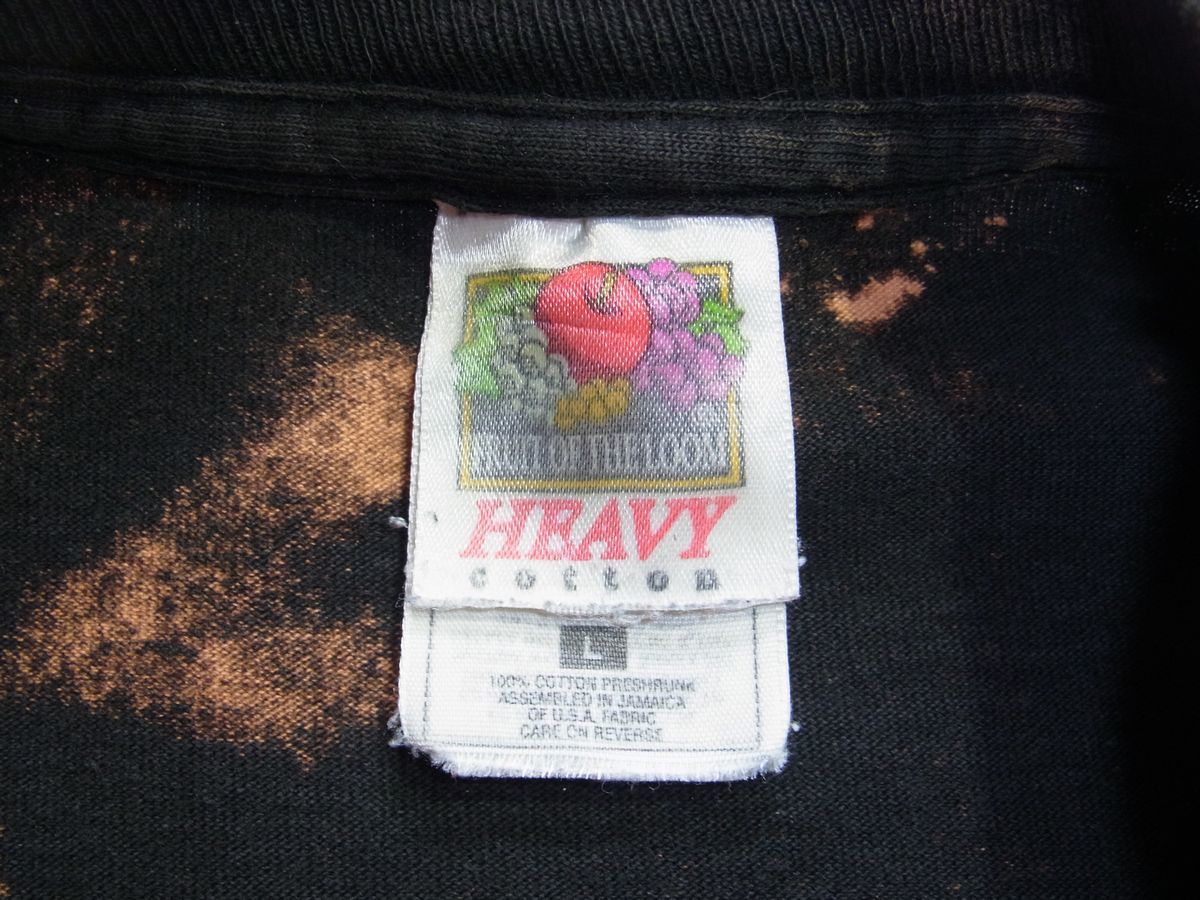 FRUIT OF THE LOOM
HEAVY
cotton
L
100% COTTON PRESHRUNK
ASSEMBLED IN JAMAICA
OF U.S.A. FABRIC
CARE ON REVERSE